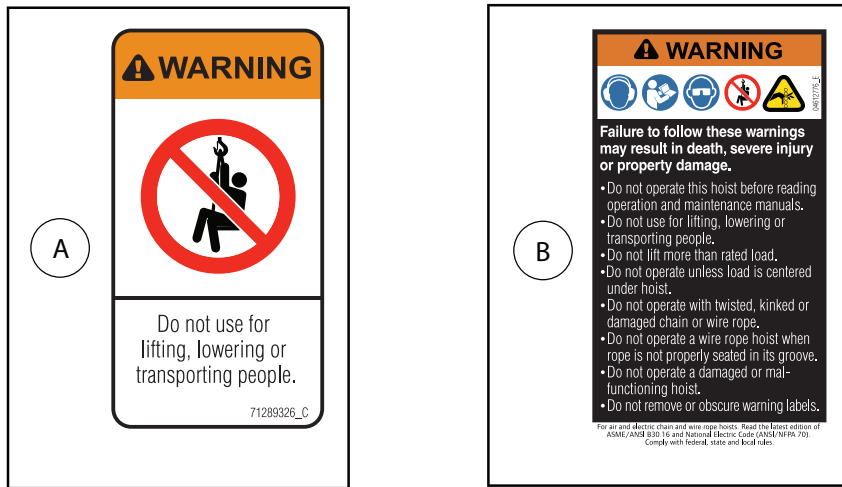 A
WARNING
Do not use for
lifting, lowering or
transporting people.
71289326_C
B
WARNING
04612776_E
Failure to follow these warnings
may result in death, severe injury
or property damage.
•Do not operate this hoist before reading
operation and maintenance manuals.
•Do not use for lifting, lowering or
transporting people.
•Do not lift more than rated load.
•Do not operate unless load is centered
under hoist.
•Do not operate with twisted, kinked or
damaged chain or wire rope.
•Do not operate a wire rope hoist when
rope is not properly seated in its groove.
•Do not operate a damaged or mal-
functioning hoist.
•Do not remove or obscure warning labels.
For air and electric chain and wire rope hoists. Read the latest edition of
ASME/ANSI B30.16 and National Electric Code (ANSI/NFPA 70).
Comply with federal, state and local rules.